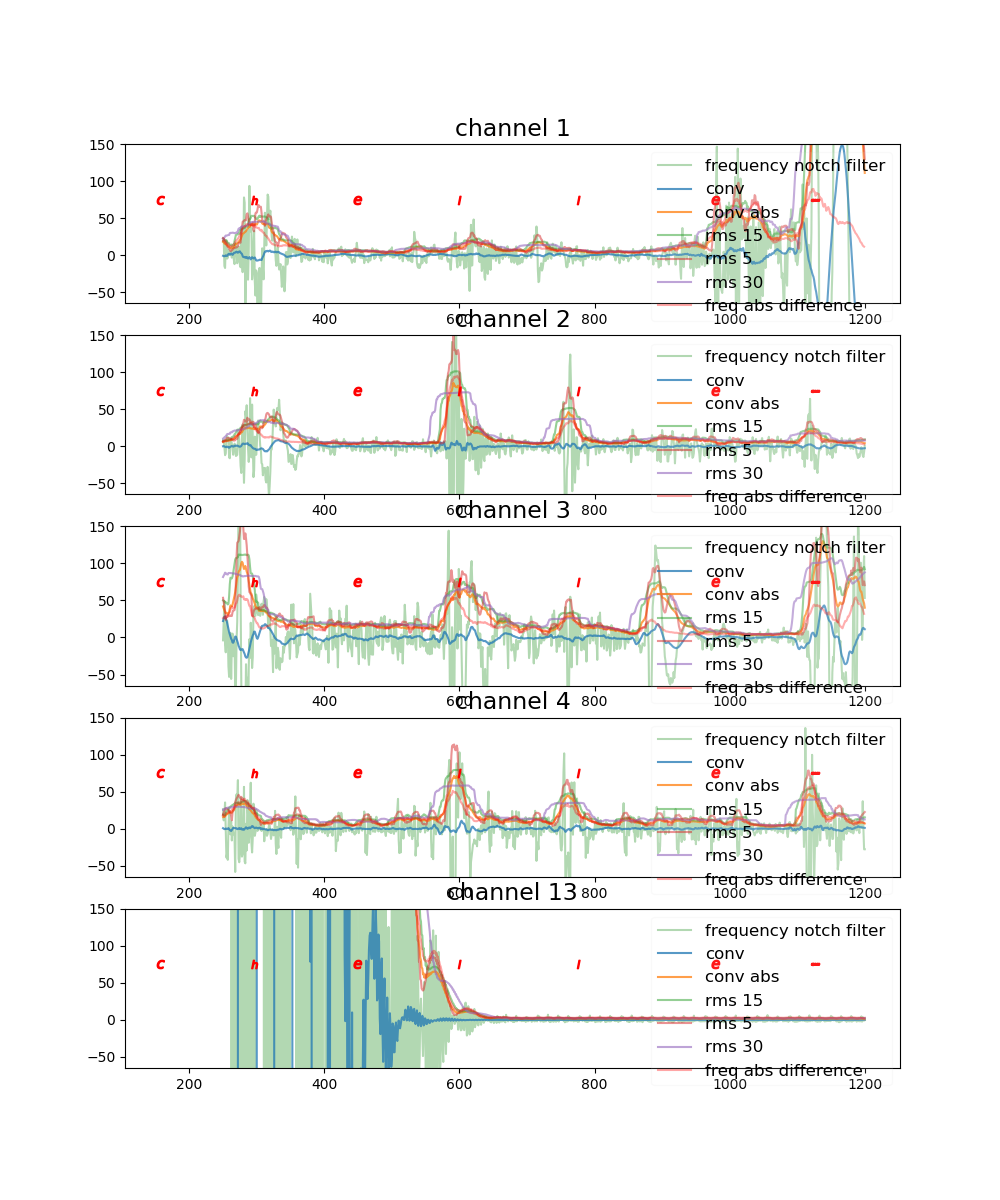 channel 1
150
100
50
0
−50
c h e l l e –
frequency notch filter
conv
conv abs
rms 15
rms 5
rms 30
freq abs difference
200 400 600 800 1000 1200
channel 2
150
100
50
0
−50
c h e l l e –
frequency notch filter
conv
conv abs
rms 15
rms 5
rms 30
freq abs difference
200 400 600 800 1000 1200
channel 3
150
100
50
0
−50
c h e l l e –
frequency notch filter
conv
conv abs
rms 15
rms 5
rms 30
freq abs difference
200 400 600 800 1000 1200
channel 4
150
100
50
0
−50
c h e l l e –
frequency notch filter
conv
conv abs
rms 15
rms 5
rms 30
freq abs difference
200 400 600 800 1000 1200
channel 13
150
100
50
0
−50
c h e l l e –
frequency notch filter
conv
conv abs
rms 15
rms 5
rms 30
freq abs difference
200 400 600 800 1000 1200